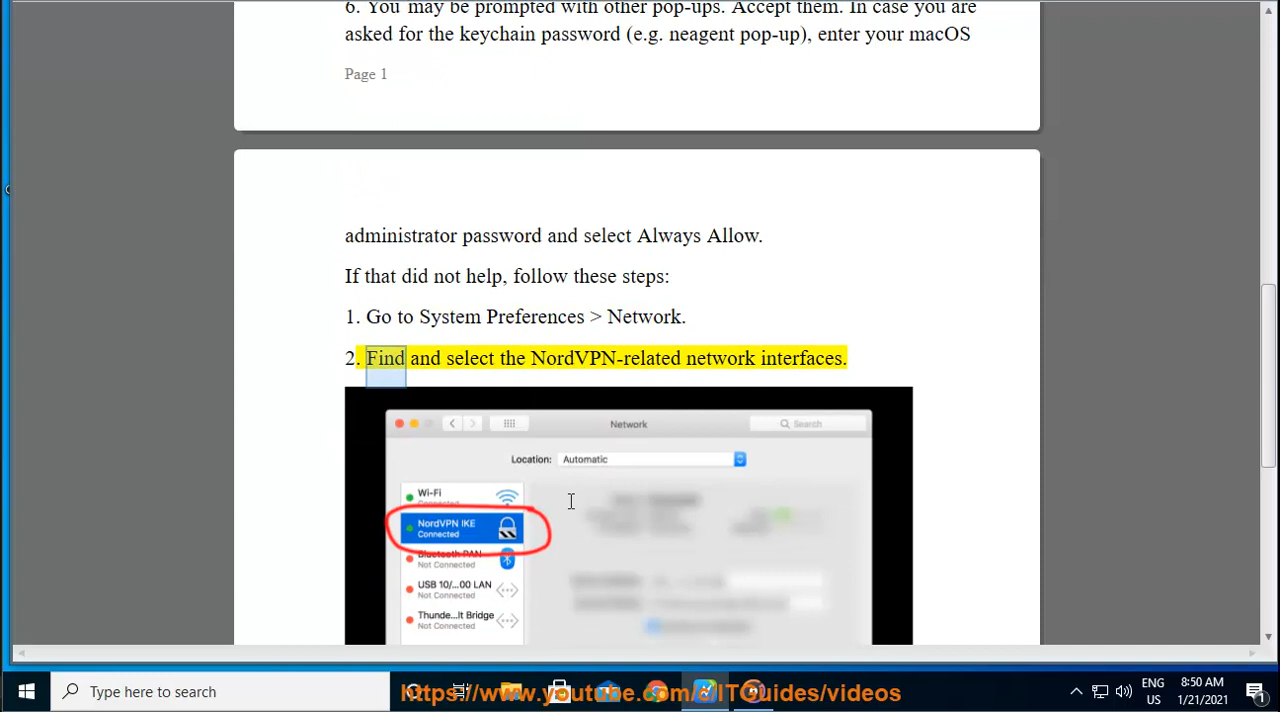 6. You may be prompted with other pop-ups. Accept them. In case you are
asked for the keychain password (e.g. neagent pop-up), enter your macOS
Page 1
administrator password and select Always Allow.
If that did not help, follow these steps:
1. Go to System Preferences > Network.
2. Find and select the NordVPN-related network interfaces.
Network
Search
Location: Automatic
Wi-Fi
Connected
NordVPN IKE
Connected
Bluetooth PAN
Not Connected
USB 10/...00 LAN
Not Connected
Thunde...lt Bridge
Not Connected
Type here to search
Https://www.youtube.com/c/ITGuides/videos
ENG
US
8:50 AM
1/21/2021
1